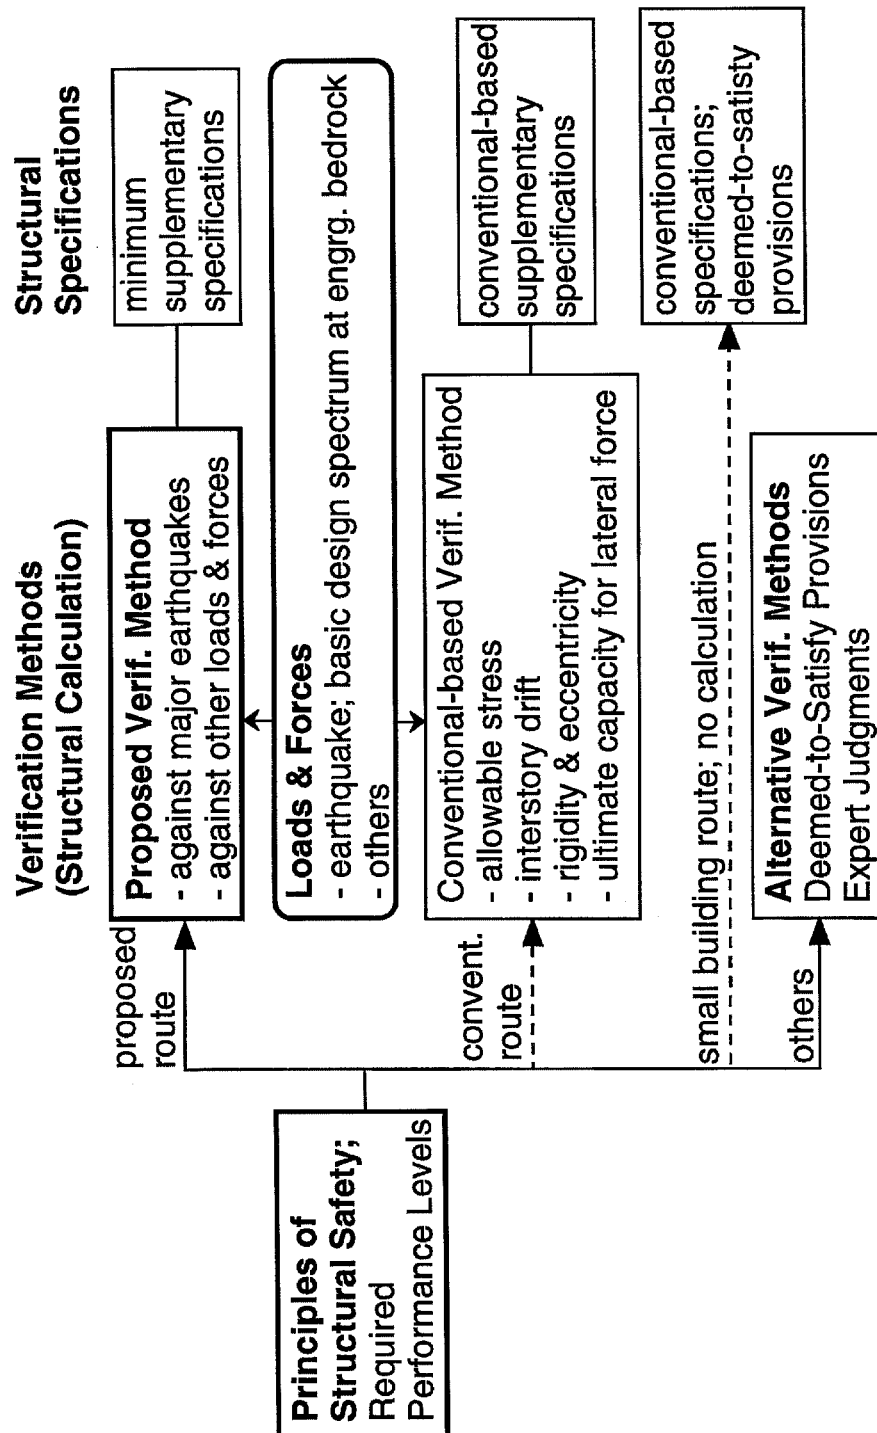 Verification Methods
(Structural Calculation)
Structural
Specifications
Principles of
Structural Safety;
Required
Performance Levels
proposed
route
Proposed Verif. Method
- against major earthquakes
- against other loads & forces
minimum
supplementary
specifications
Loads & Forces
- earthquake; basic design spectrum at engrg. bedrock
- others
convent.
route
Conventional-based Verif. Method
- allowable stress
- interstory drift
- rigidity & eccentricity
- ultimate capacity for lateral force
conventional-based
supplementary
specifications
small building route; no calculation
conventional-based
specifications;
deemed-to-satisty
provisions
others
Alternative Verif. Methods
Deemed-to-Satisfy Provisions
Expert Judgments